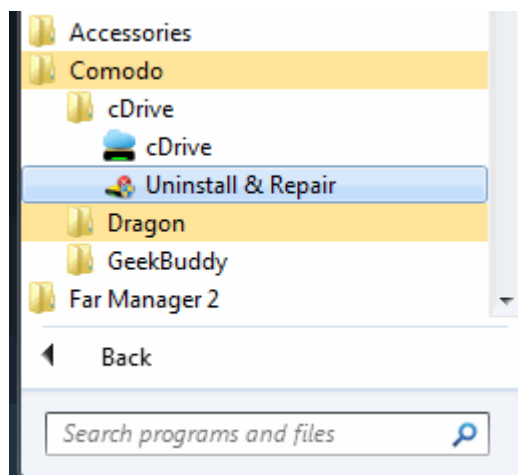 Accessories
Comodo
cDrive
cDrive
Uninstall & Repair
Dragon
GeekBuddy
Far Manager 2
Back
Search programs and files